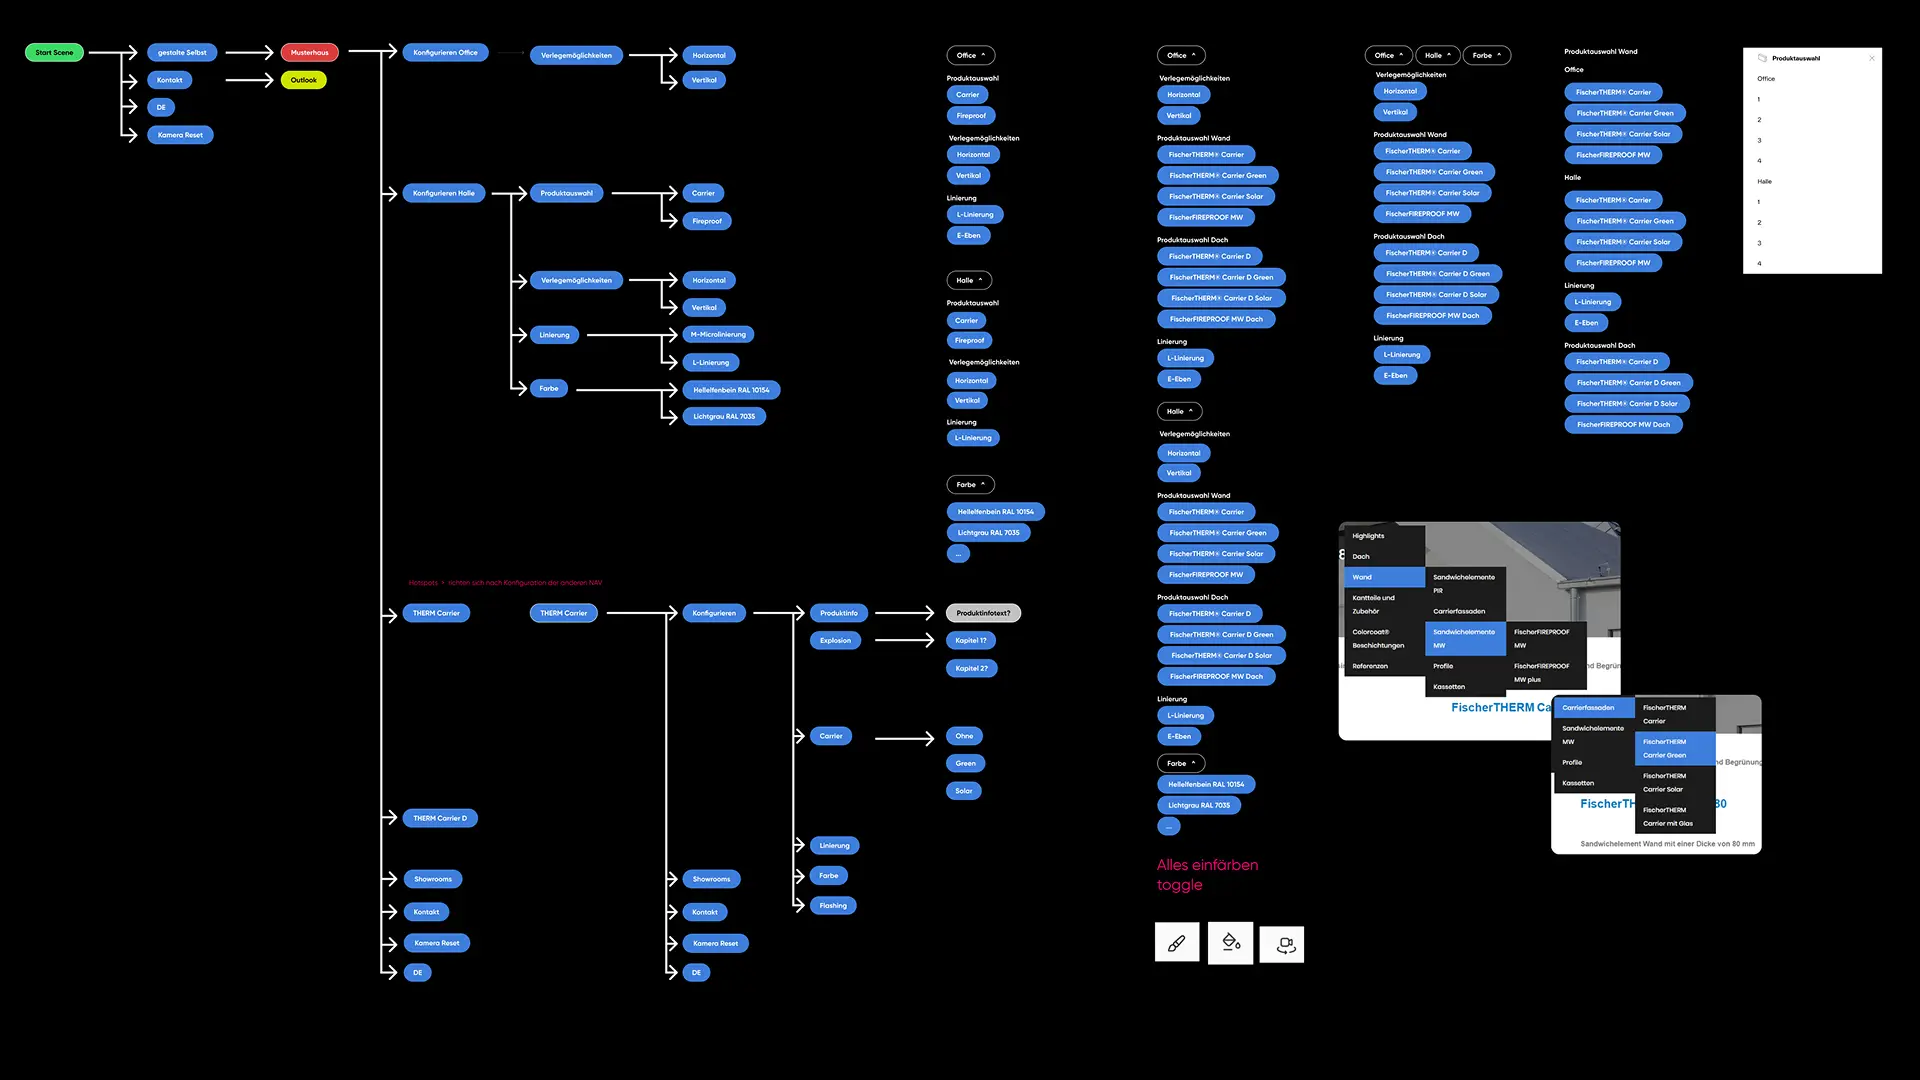 Start Scene
gestalte Selbst
Musterhaus
Kontakt
Outlook
DE
Kamera Reset
Konfigurieren Office
Verlegemöglichkeiten
Horizontal
Vertikal
Konfigurieren Halle
Produktauswahl
Carrier
Fireproof
Verlegemöglichkeiten
Horizontal
Vertikal
Linierung
M-Microlinierung
L-Linierung
Farbe
Hellelfenbein RAL 10154
Lichtgrau RAL 7035
Hotspots > richten sich nach Konfiguration der anderen NAV
THERM Carrier
THERM Carrier
Konfigurieren
Produktinfo
Produktinfotext?
Explosion
Kapitel 1?
Kapitel 2?
Carrier
Ohne
Green
Solar
THERM Carrier D
Linierung
Farbe
Flashing
Showrooms
Kontakt
Kamera Reset
DE
Showrooms
Kontakt
Kamera Reset
DE
Office ^
Produktauswahl
Carrier
Fireproof
Verlegemöglichkeiten
Horizontal
Vertikal
Linierung
L-Linierung
E-Eben
Halle ^
Produktauswahl
Carrier
Fireproof
Verlegemöglichkeiten
Horizontal
Vertikal
Linierung
L-Linierung
Farbe ^
Hellelfenbein RAL 10154
Lichtgrau RAL 7035
...
Office ^
Verlegemöglichkeiten
Horizontal
Vertikal
Produktauswahl Wand
FischerTHERM® Carrier
FischerTHERM® Carrier Green
FischerTHERM® Carrier Solar
FischerFIREPROOF MW
Produktauswahl Dach
FischerTHERM® Carrier D
FischerTHERM® Carrier D Green
FischerTHERM® Carrier D Solar
FischerFIREPROOF MW Dach
Linierung
L-Linierung
E-Eben
Halle ^
Verlegemöglichkeiten
Horizontal
Vertikal
Produktauswahl Wand
FischerTHERM® Carrier
FischerTHERM® Carrier Green
FischerTHERM® Carrier Solar
FischerFIREPROOF MW
Produktauswahl Dach
FischerTHERM® Carrier D
FischerTHERM® Carrier D Green
FischerTHERM® Carrier D Solar
FischerFIREPROOF MW Dach
Linierung
L-Linierung
E-Eben
Farbe ^
Hellelfenbein RAL 10154
Lichtgrau RAL 7035
...
Alles einfärben
toggle
Office ^ Halle ^ Farbe ^
Verlegemöglichkeiten
Horizontal
Vertikal
Produktauswahl Wand
FischerTHERM® Carrier
FischerTHERM® Carrier Green
FischerTHERM® Carrier Solar
FischerFIREPROOF MW
Produktauswahl Dach
FischerTHERM® Carrier D
FischerTHERM® Carrier D Green
FischerTHERM® Carrier D Solar
FischerFIREPROOF MW Dach
Linierung
L-Linierung
E-Eben
Produktauswahl Wand
Office
FischerTHERM® Carrier
FischerTHERM® Carrier Green
FischerTHERM® Carrier Solar
FischerFIREPROOF MW
Halle
FischerTHERM® Carrier
FischerTHERM® Carrier Green
FischerTHERM® Carrier Solar
FischerFIREPROOF MW
Linierung
L-Linierung
E-Eben
Produktauswahl Dach
FischerTHERM® Carrier D
FischerTHERM® Carrier D Green
FischerTHERM® Carrier D Solar
FischerFIREPROOF MW Dach
Produktauswahl
Office
1
2
3
4
Halle
1
2
3
4
Highlights
Dach
Wand
Kantteile und
Zubehör
Colorcoat®
Beschichtungen
Referenzen
Sandwichelemente
PIR
Carrierfassaden
Sandwichelemente
MW
Profile
Kassetten
FischerFIREPROOF
MW
FischerFIREPROOF
MW plus
nd Begrün
FischerTHERM Ca
Carrierfassaden
Sandwichelemente
MW
Profile
Kassetten
FischerTHERM
Carrier
FischerTHERM
Carrier Green
FischerTHERM
Carrier Solar
FischerTHERM
Carrier mit Glas
nd Begrünung
FischerTH
80
Sandwichelement Wand mit einer Dicke von 80 mm